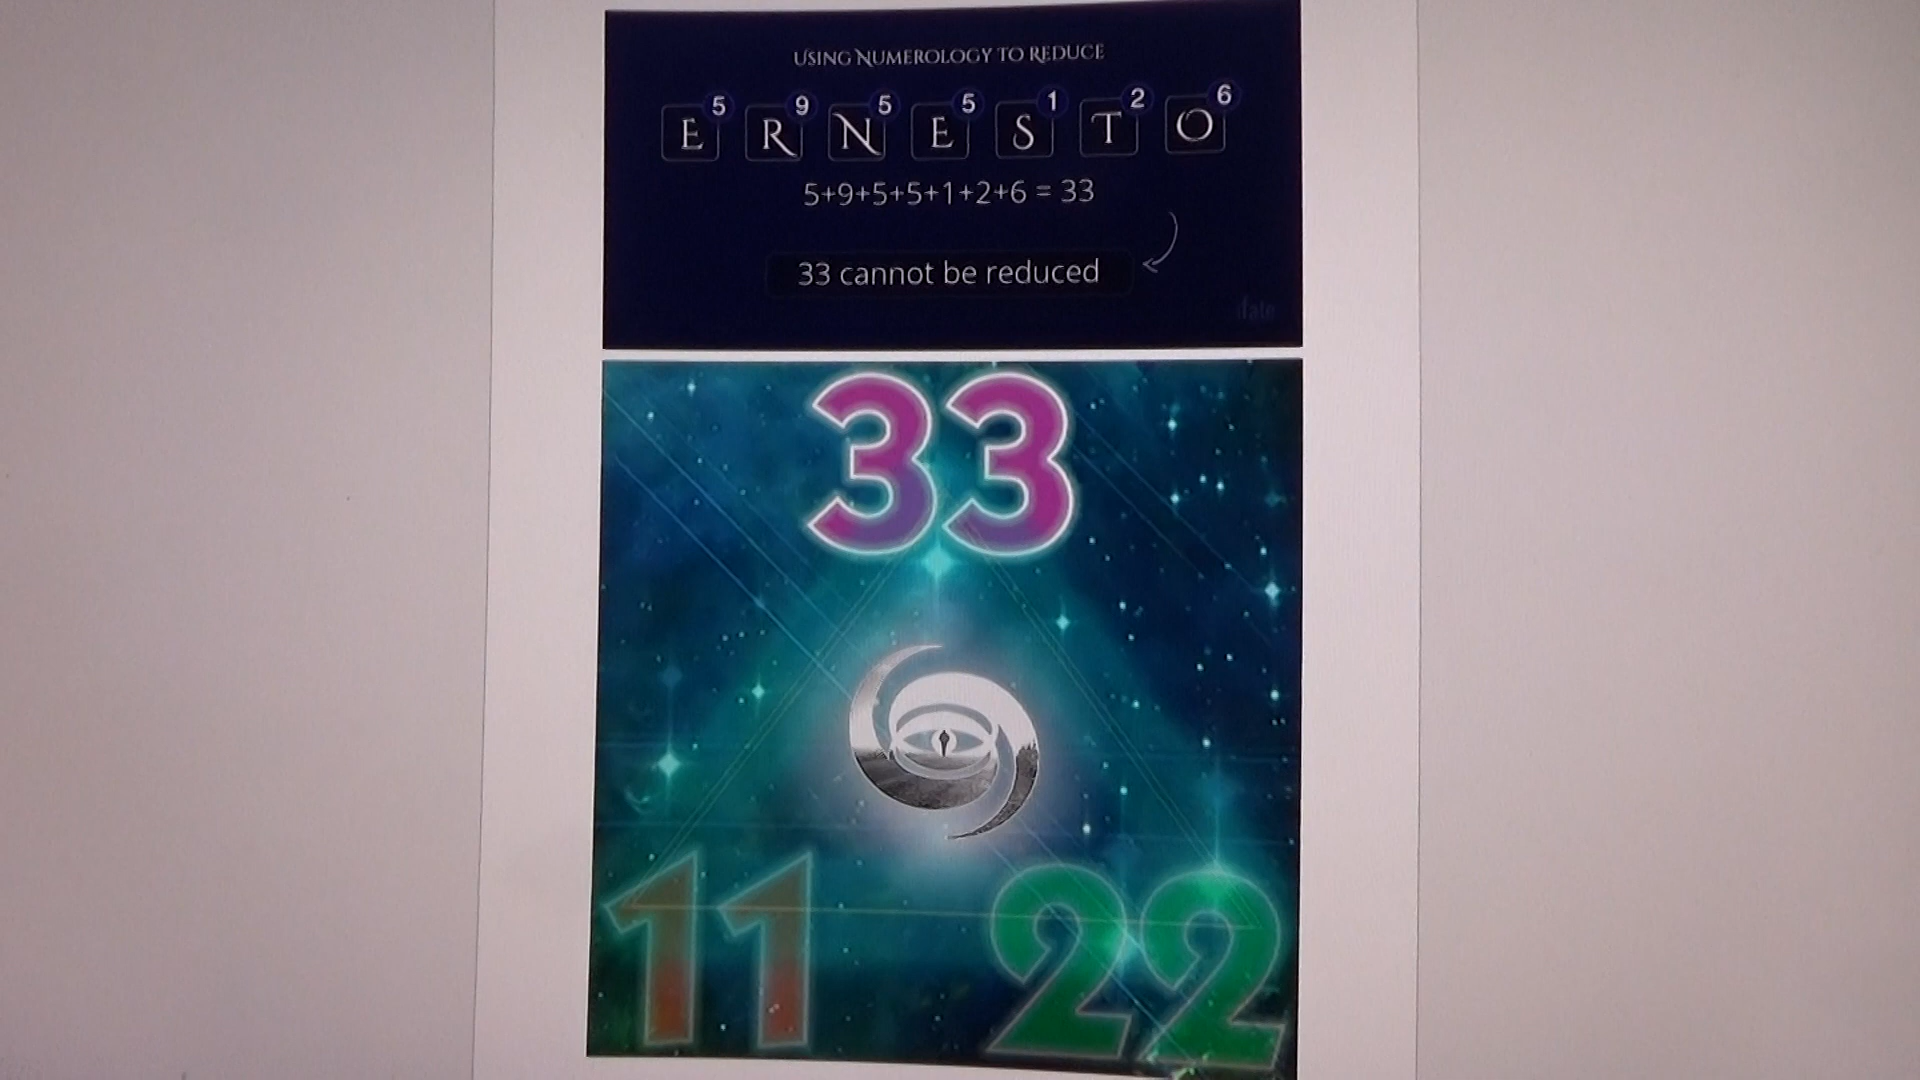 USING NUMEROLOGY TO REDUCE
5 9 5 5 1 2 6
E R N E S T O
5+9+5+5+1+2+6 = 33
33 cannot be reduced
date
33
11 22